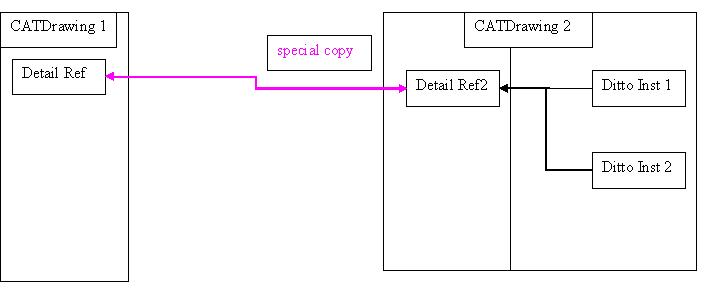 CATDrawing 1
CATDrawing 2
special copy
Detail Ref
Detail Ref2
Ditto Inst 1
Ditto Inst 2